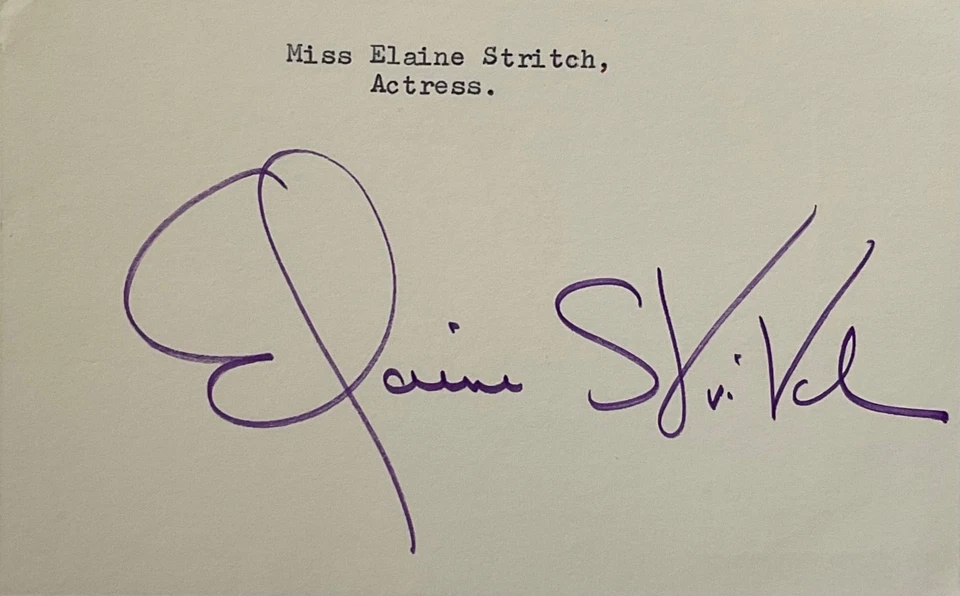 Miss Elaine Stritch,
Actress.
Elaine Stritch